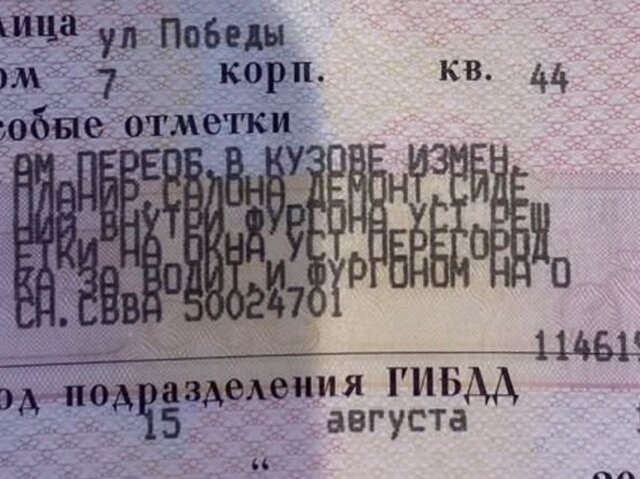 лица ул Победы
ом 7 корп. кв. 44
собые отметки
АМ ПЕРЕОБ.В КУЗОВЕ ИЗМЕН.
ПЛАНИР.САЛОНА ДЕМОНТ.СИДЕ
НИЙ ВНУТРИ ФУРГОНА УСТ.РЕШ
ЕТКИ НА ОКНА УСТ.ПЕРЕГОРОД
КА ЗА ВОДИТ.И ФУРГОНОМ НА О
СН.СВВА 50024701
114619
од подразделения ГИБДД
15 августа
“